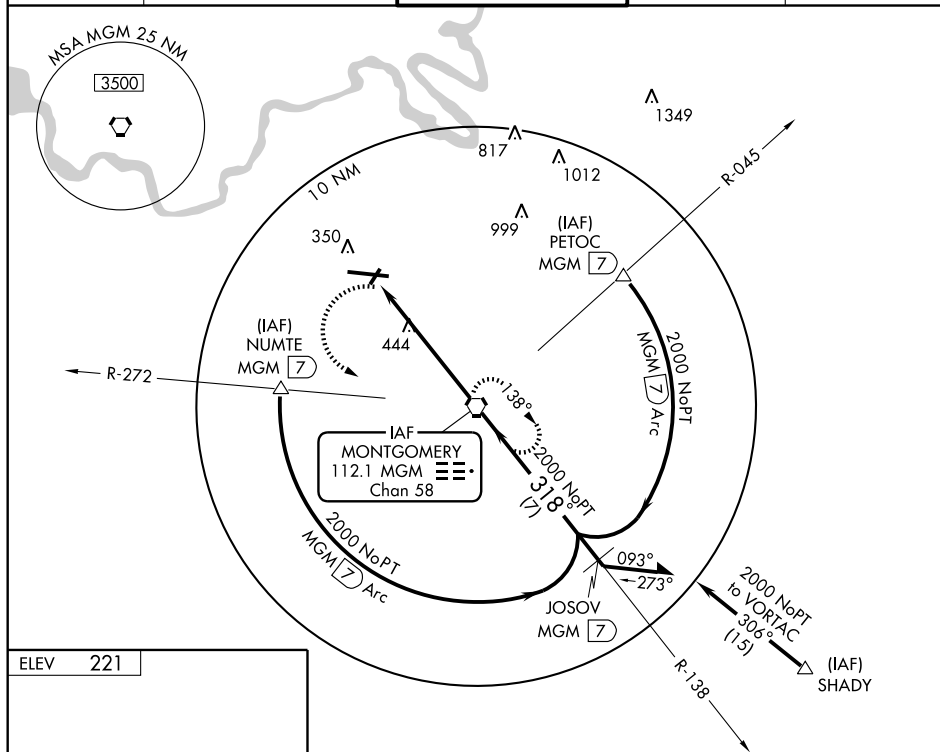 MSA MGM 25 NM
3500
10 NM
817
1349
1012
999
350
444
R-045
(IAF)
PETOC
MGM 7
2000 NoPT
MGM 7 Arc
(IAF)
NUMTE
MGM 7
R-272
138°
IAF
MONTGOMERY
112.1 MGM
Chan 58
2000 NoPT
318°
(7)
2000 NoPT
MGM 7 Arc
093°
273°
JOSOV
MGM 7
R-138
2000 NoPT
to VORTAC
306°
(15)
(IAF)
SHADY
ELEV 221